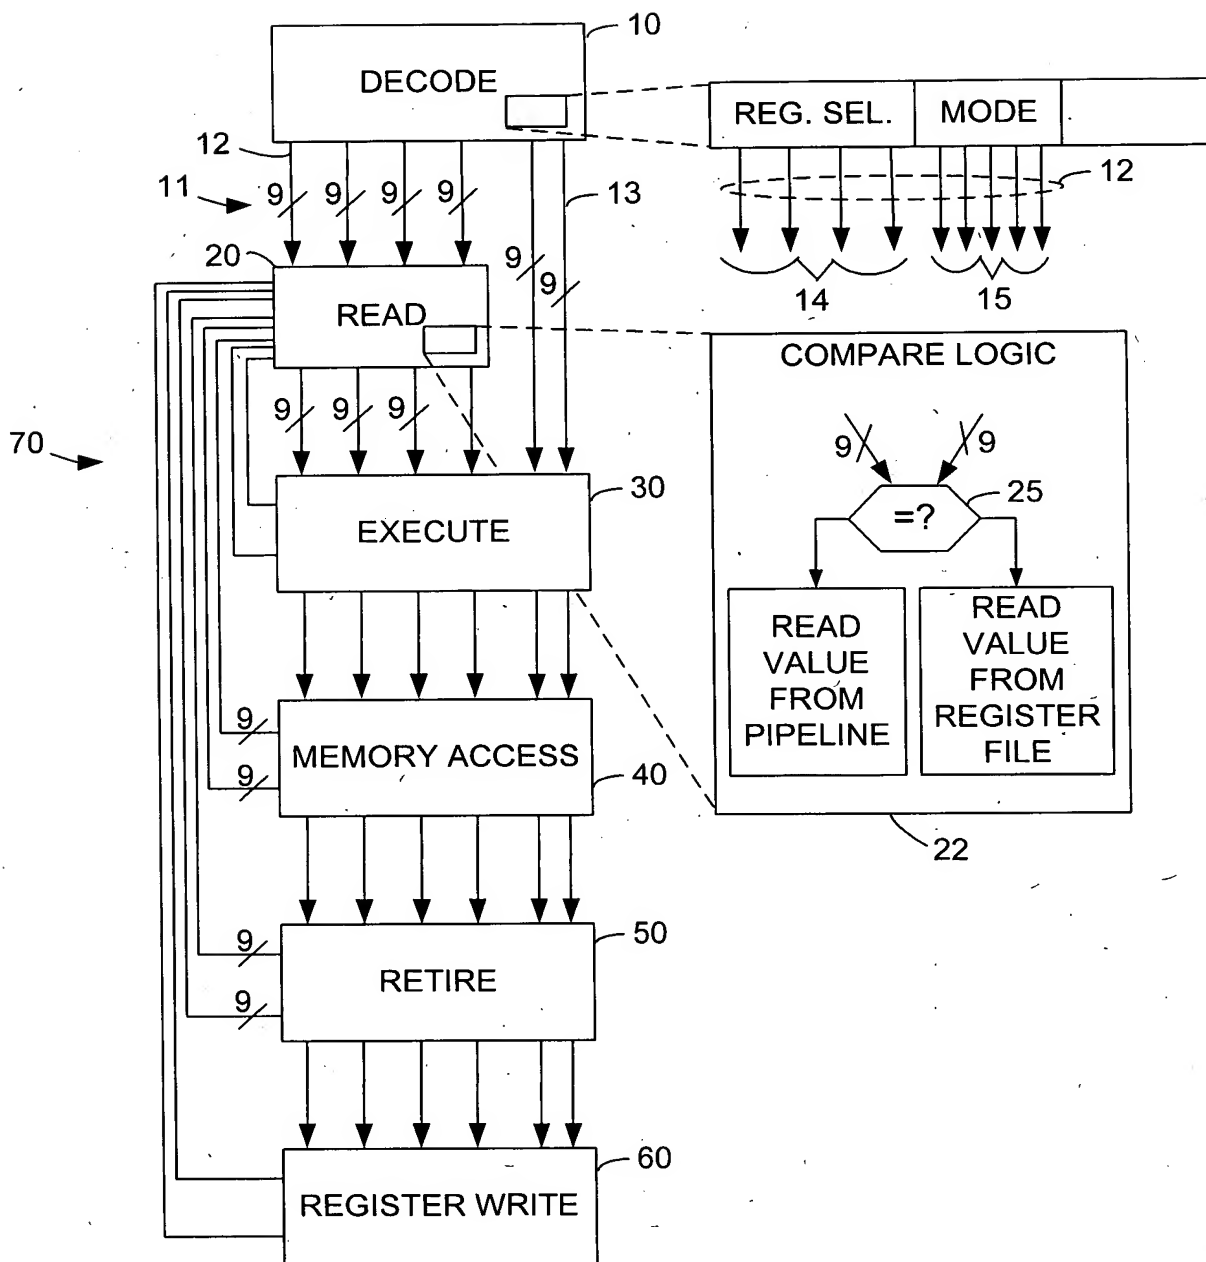 10
DECODE
REG. SEL. MODE
12
9 9 9 9
11
13
12
14 15
20
9
9
READ
COMPARE LOGIC
9 9 9
9 9
70
30
25
=?
EXECUTE
READ
VALUE
FROM
PIPELINE
READ
VALUE
FROM
REGISTER
FILE
9
MEMORY ACCESS
9
40
22
50
9
RETIRE
9
60
REGISTER WRITE